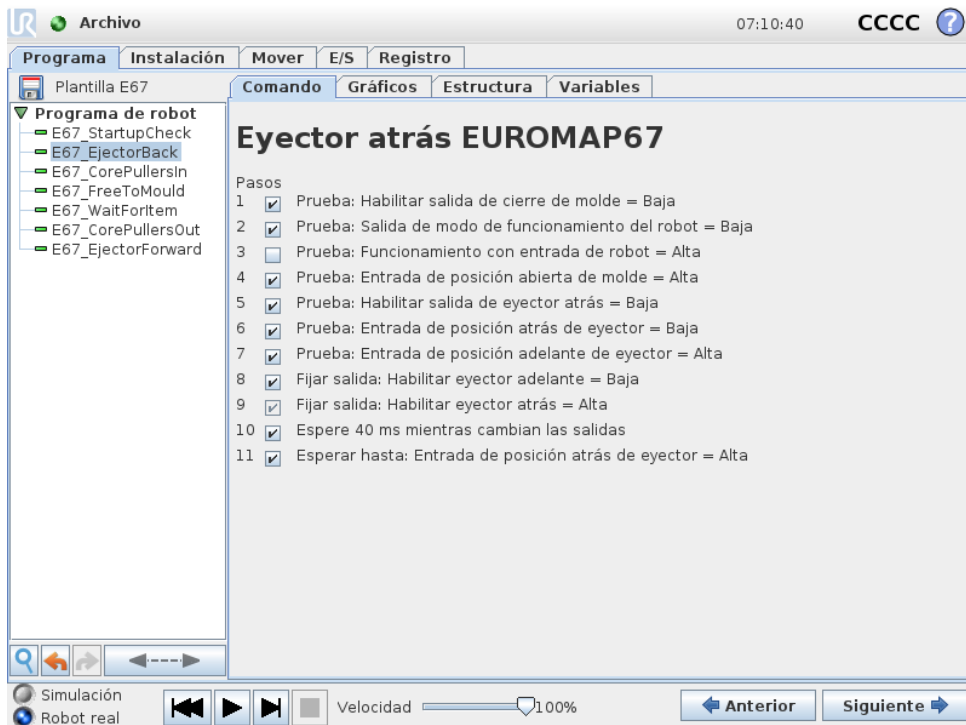 UR Archivo 07:10:40 CCCC ?
Programa Instalación Mover E/S Registro
Plantilla E67 Comando Gráficos Estructura Variables
Programa de robot
E67_StartupCheck
E67_EjectorBack
E67_CorePullersIn
E67_FreeToMould
E67_WaitForItem
E67_CorePullersOut
E67_EjectorForward
Eyector atrás EUROMAP67
Pasos
1 Prueba: Habilitar salida de cierre de molde = Baja
2 Prueba: Salida de modo de funcionamiento del robot = Baja
3 Prueba: Funcionamiento con entrada de robot = Alta
4 Prueba: Entrada de posición abierta de molde = Alta
5 Prueba: Habilitar salida de eyector atrás = Baja
6 Prueba: Entrada de posición atrás de eyector = Baja
7 Prueba: Entrada de posición adelante de eyector = Alta
8 Fijar salida: Habilitar eyector adelante = Baja
9 Fijar salida: Habilitar eyector atrás = Alta
10 Espere 40 ms mientras cambian las salidas
11 Esperar hasta: Entrada de posición atrás de eyector = Alta
Simulación
Robot real
Velocidad 100% Anterior Siguiente